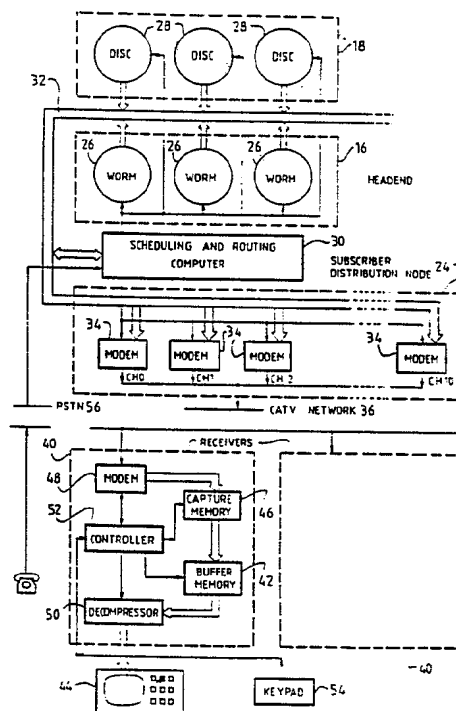 28 28 28
DISC DISC DISC
18
32
26 26 26
16
WORM WORM WORM
HEADEND
30
SCHEDULING AND ROUTING
COMPUTER
SUBSCRIBER
DISTRIBUTION NODE
24
34 34 34 34
MODEM MODEM MODEM MODEM
CH0 CH1 CH2 CH10
PSTN 56
CATV NETWORK 36
RECEIVERS
40
48
MODEM
46
CAPTURE
MEMORY
52
CONTROLLER
BUFFER
MEMORY
42
50
DECOMPRESSOR
40
44
KEYPAD
54